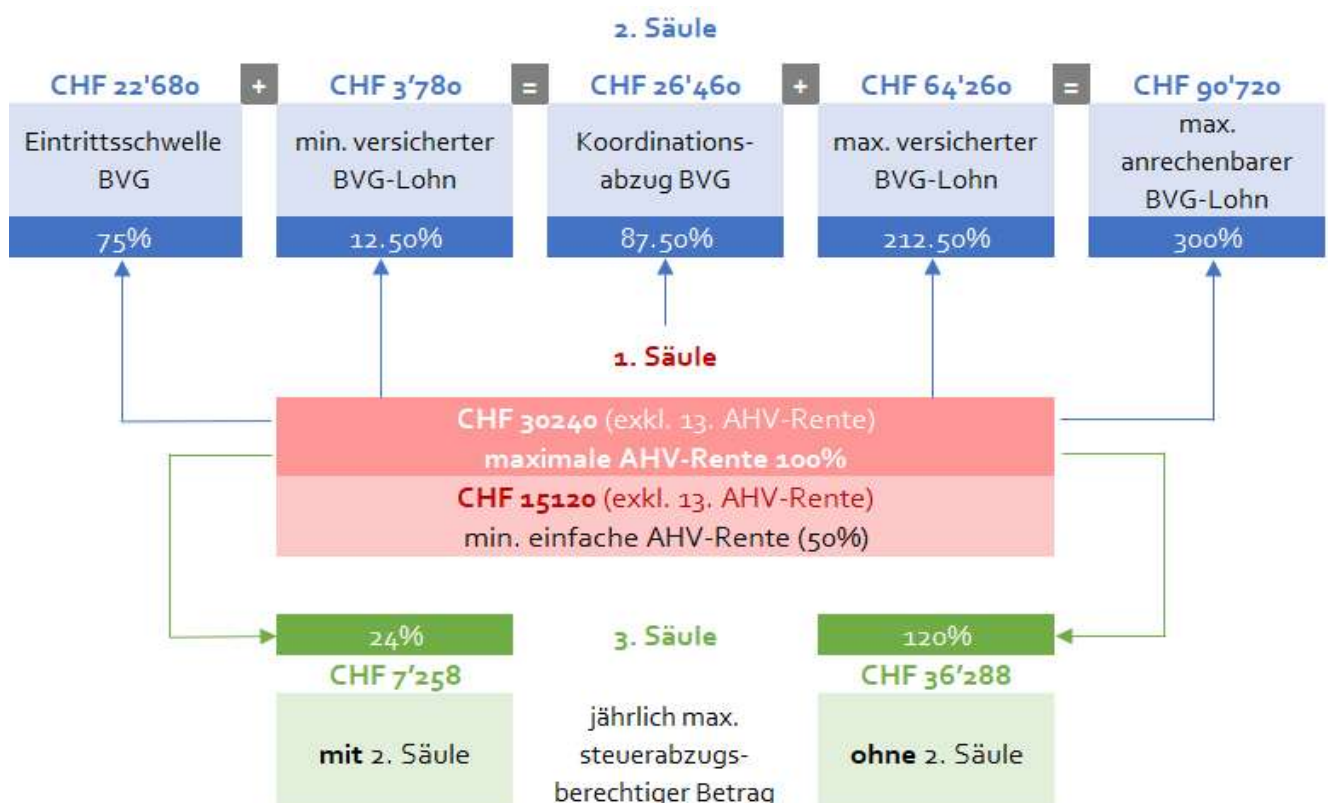 2. Säule
CHF 22'680 + CHF 3'780 = CHF 26'460 + CHF 64'260 = CHF 90'720
Eintrittsschwelle
BVG
75%
min. versicherter
BVG-Lohn
12.50%
Koordinations-
abzug BVG
87.50%
max. versicherter
BVG-Lohn
212.50%
max.
anrechenbarer
BVG-Lohn
300%
1. Säule
CHF 30240 (exkl. 13. AHV-Rente)
maximale AHV-Rente 100%
CHF 15120 (exkl. 13. AHV-Rente)
min. einfache AHV-Rente (50%)
3. Säule
24%
CHF 7'258
mit 2. Säule
jährlich max.
steuerabzugs-
berechtiger Betrag
120%
CHF 36'288
ohne 2. Säule